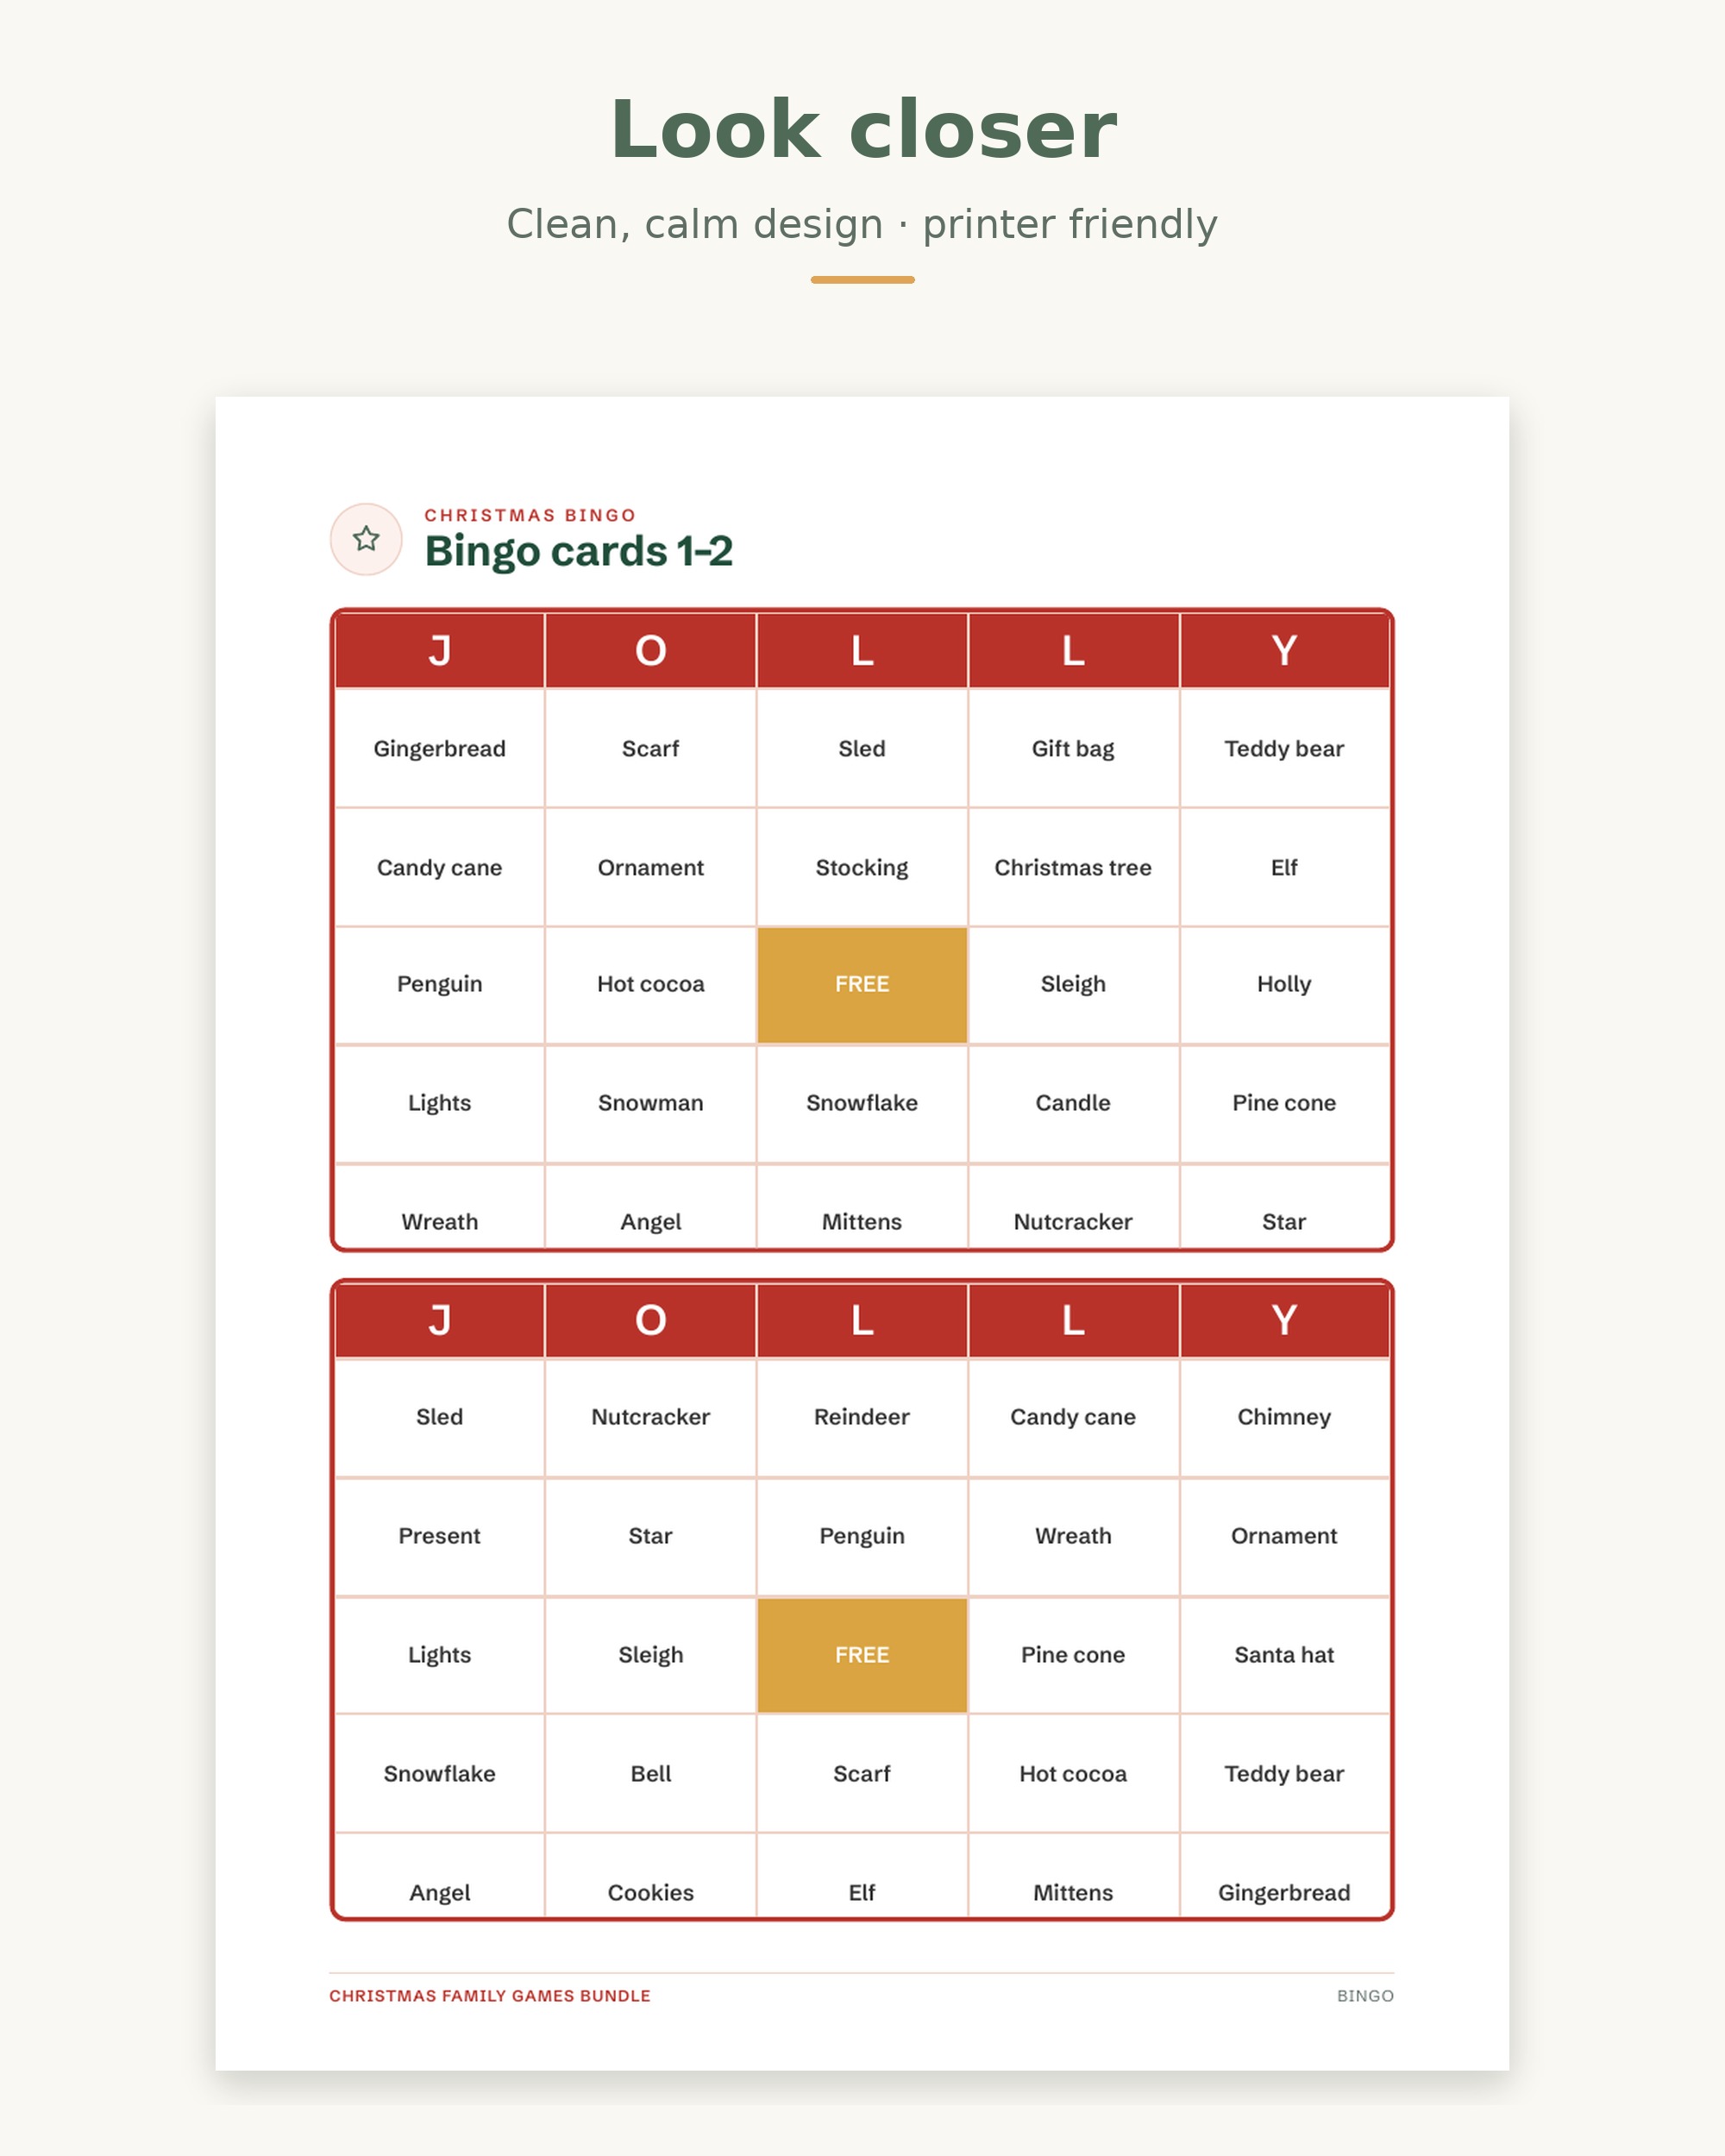 Look closer
Clean, calm design · printer friendly
CHRISTMAS BINGO
Bingo cards 1–2
J O L L Y
Gingerbread Scarf Sled Gift bag Teddy bear
Candy cane Ornament Stocking Christmas tree Elf
Penguin Hot cocoa FREE Sleigh Holly
Lights Snowman Snowflake Candle Pine cone
Wreath Angel Mittens Nutcracker Star
J O L L Y
Sled Nutcracker Reindeer Candy cane Chimney
Present Star Penguin Wreath Ornament
Lights Sleigh FREE Pine cone Santa hat
Snowflake Bell Scarf Hot cocoa Teddy bear
Angel Cookies Elf Mittens Gingerbread
CHRISTMAS FAMILY GAMES BUNDLE BINGO